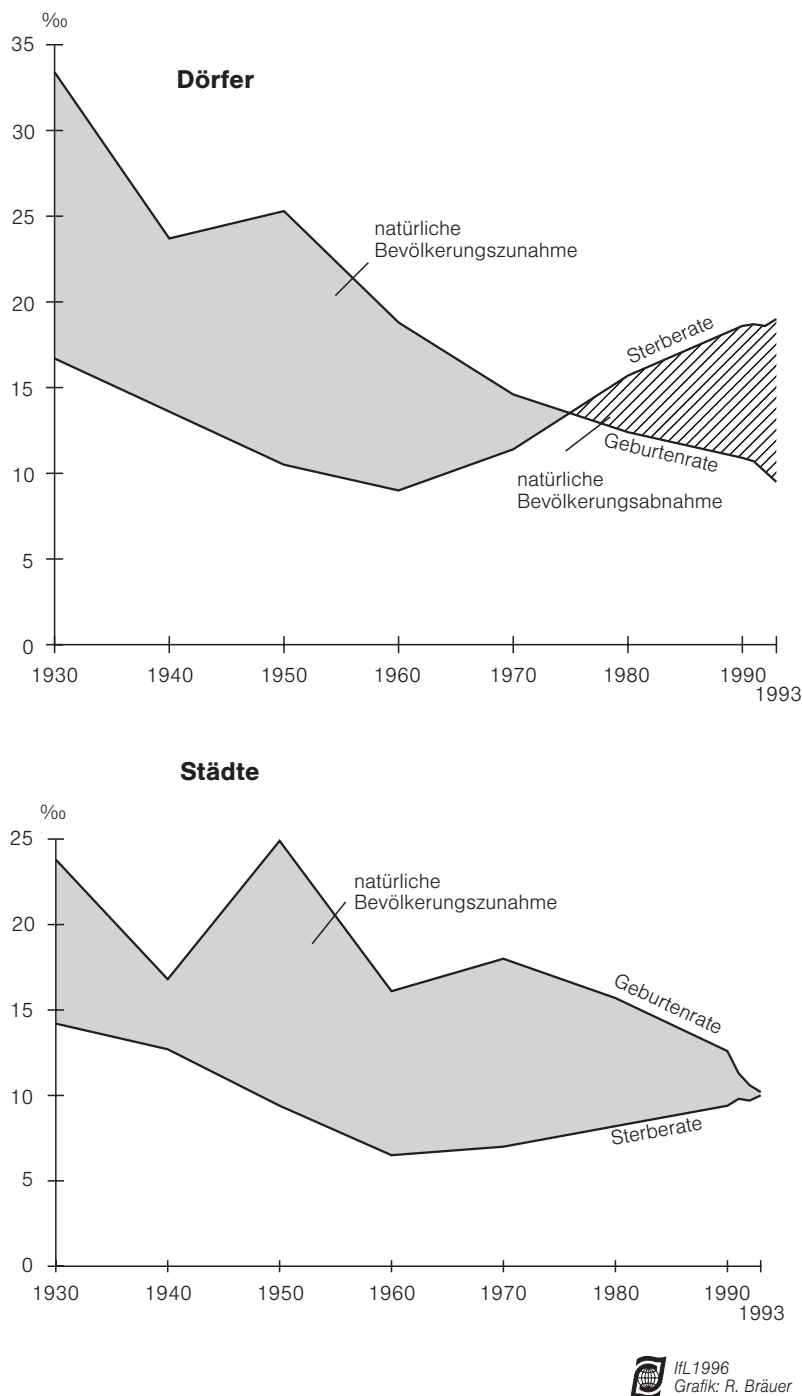 ‰
35
Dörfer
30
25
natürliche
Bevölkerungszunahme
20
Sterberate
15
Geburtenrate
10
natürliche
Bevölkerungsabnahme
5
0
1930 1940 1950 1960 1970 1980 1990
1993
Städte
‰
25
natürliche
Bevölkerungszunahme
20
Geburtenrate
15
10
Sterberate
5
0
1930 1940 1950 1960 1970 1980 1990
1993
IfL1996
Grafik: R. Bräuer